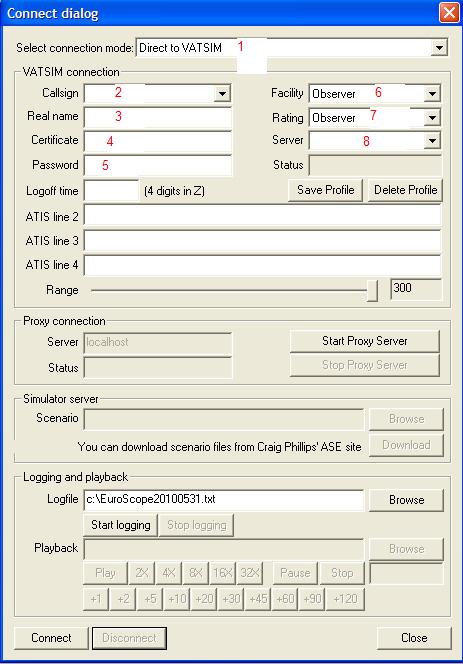 Connect dialog
Select connection mode: Direct to VATSIM 1
VATSIM connection
Callsign 2 Facility Observer 6
Real name 3 Rating Observer 7
Certificate 4 Server 8
Password 5 Status
Logoff time (4 digits in Z) Save Profile Delete Profile
ATIS line 2
ATIS line 3
ATIS line 4
Range 300
Proxy connection
Server localhost Start Proxy Server
Status Stop Proxy Server
Simulator server
Scenario Browse
You can download scenario files from Craig Phillips' ASE site Download
Logging and playback
Logfile c:\EuroScope20100531.txt Browse
Start logging Stop logging
Playback Browse
Play 2X 4X 8X 16X 32X Pause Stop
+1 +2 +5 +10 +20 +30 +45 +60 +90 +120
Connect Disconnect Close